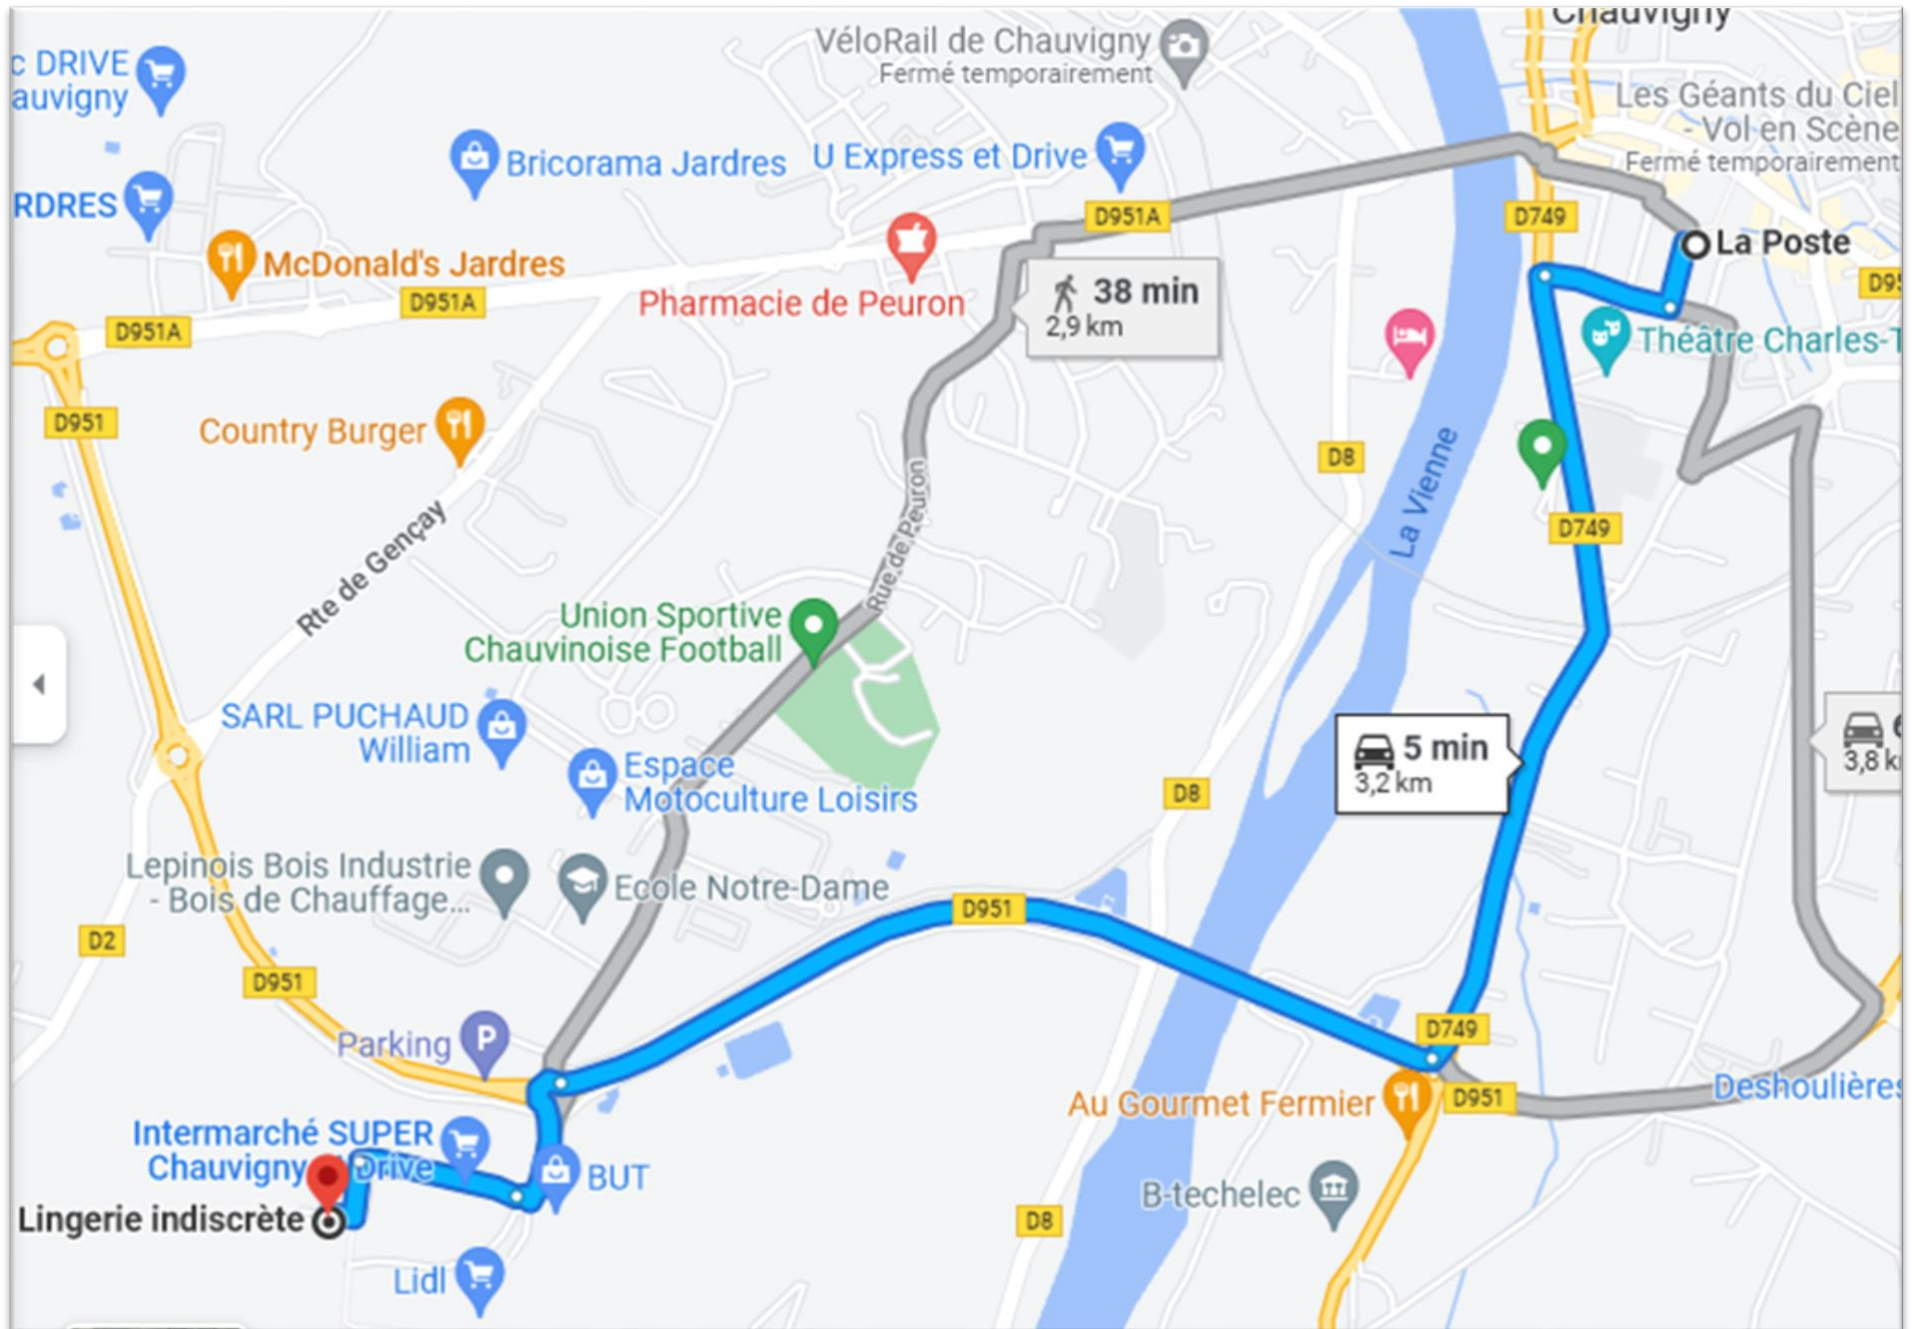 Chauvigny
VéloRail de Chauvigny
Fermé temporairement
c DRIVE
auvigny
Les Géants du Ciel
- Vol en Scène
Fermé temporairement
Bricorama Jardres
U Express et Drive
RDRES
D951A
D749
La Poste
McDonald's Jardres
D951A
D951A
Pharmacie de Peuron
38 min
2,9 km
Théâtre Charles-T
D951
Country Burger
D8
La Vienne
Rue de Peuron
D749
Rte de Gençay
Union Sportive
Chauvinoise Football
SARL PUCHAUD
William
Espace
Motoculture Loisirs
D8
5 min
3,2 km
6
3,8 k
Lepinois Bois Industrie
- Bois de Chauffage...
Ecole Notre-Dame
D951
D2
D951
Parking
P
D749
D951
Deshoulières
Au Gourmet Fermier
Intermarché SUPER
Chauvigny Drive
BUT
B-techelec
Lingerie indiscrète
D8
Lidl